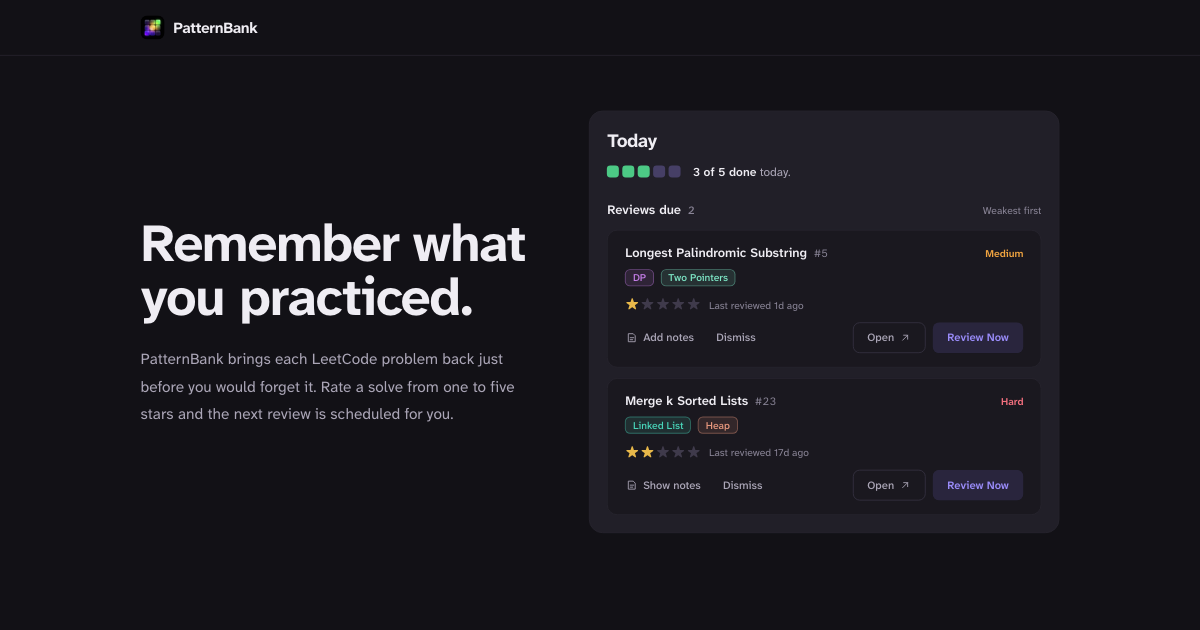 PatternBank
Remember what
you practiced.
PatternBank brings each LeetCode problem back just
before you would forget it. Rate a solve from one to five
stars and the next review is scheduled for you.
Today
3 of 5 done today.
Reviews due 2
Weakest first
Longest Palindromic Substring #5
Medium
DP
Two Pointers
Last reviewed 1d ago
Add notes
Dismiss
Open
Review Now
Merge k Sorted Lists #23
Hard
Linked List
Heap
Last reviewed 17d ago
Show notes
Dismiss
Open
Review Now